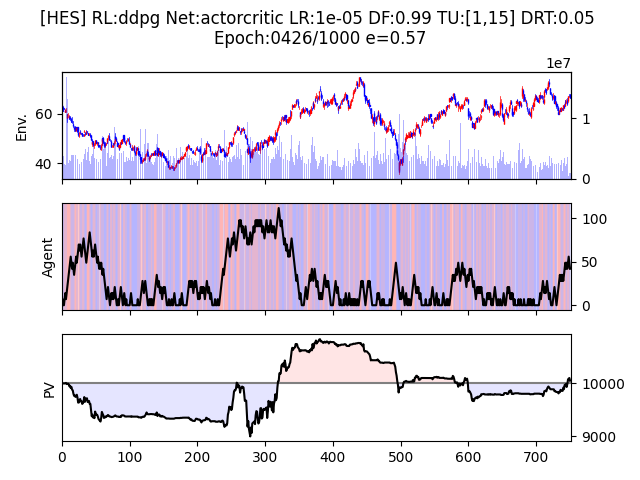 [HES] RL:ddpg Net:actorcritic LR:1e-05 DF:0.99 TU:[1,15] DRT:0.05
Epoch:0426/1000 e=0.57
1e7
Env.
60
40
1
0
Agent
100
50
0
PV
10000
9000
0 100 200 300 400 500 600 700